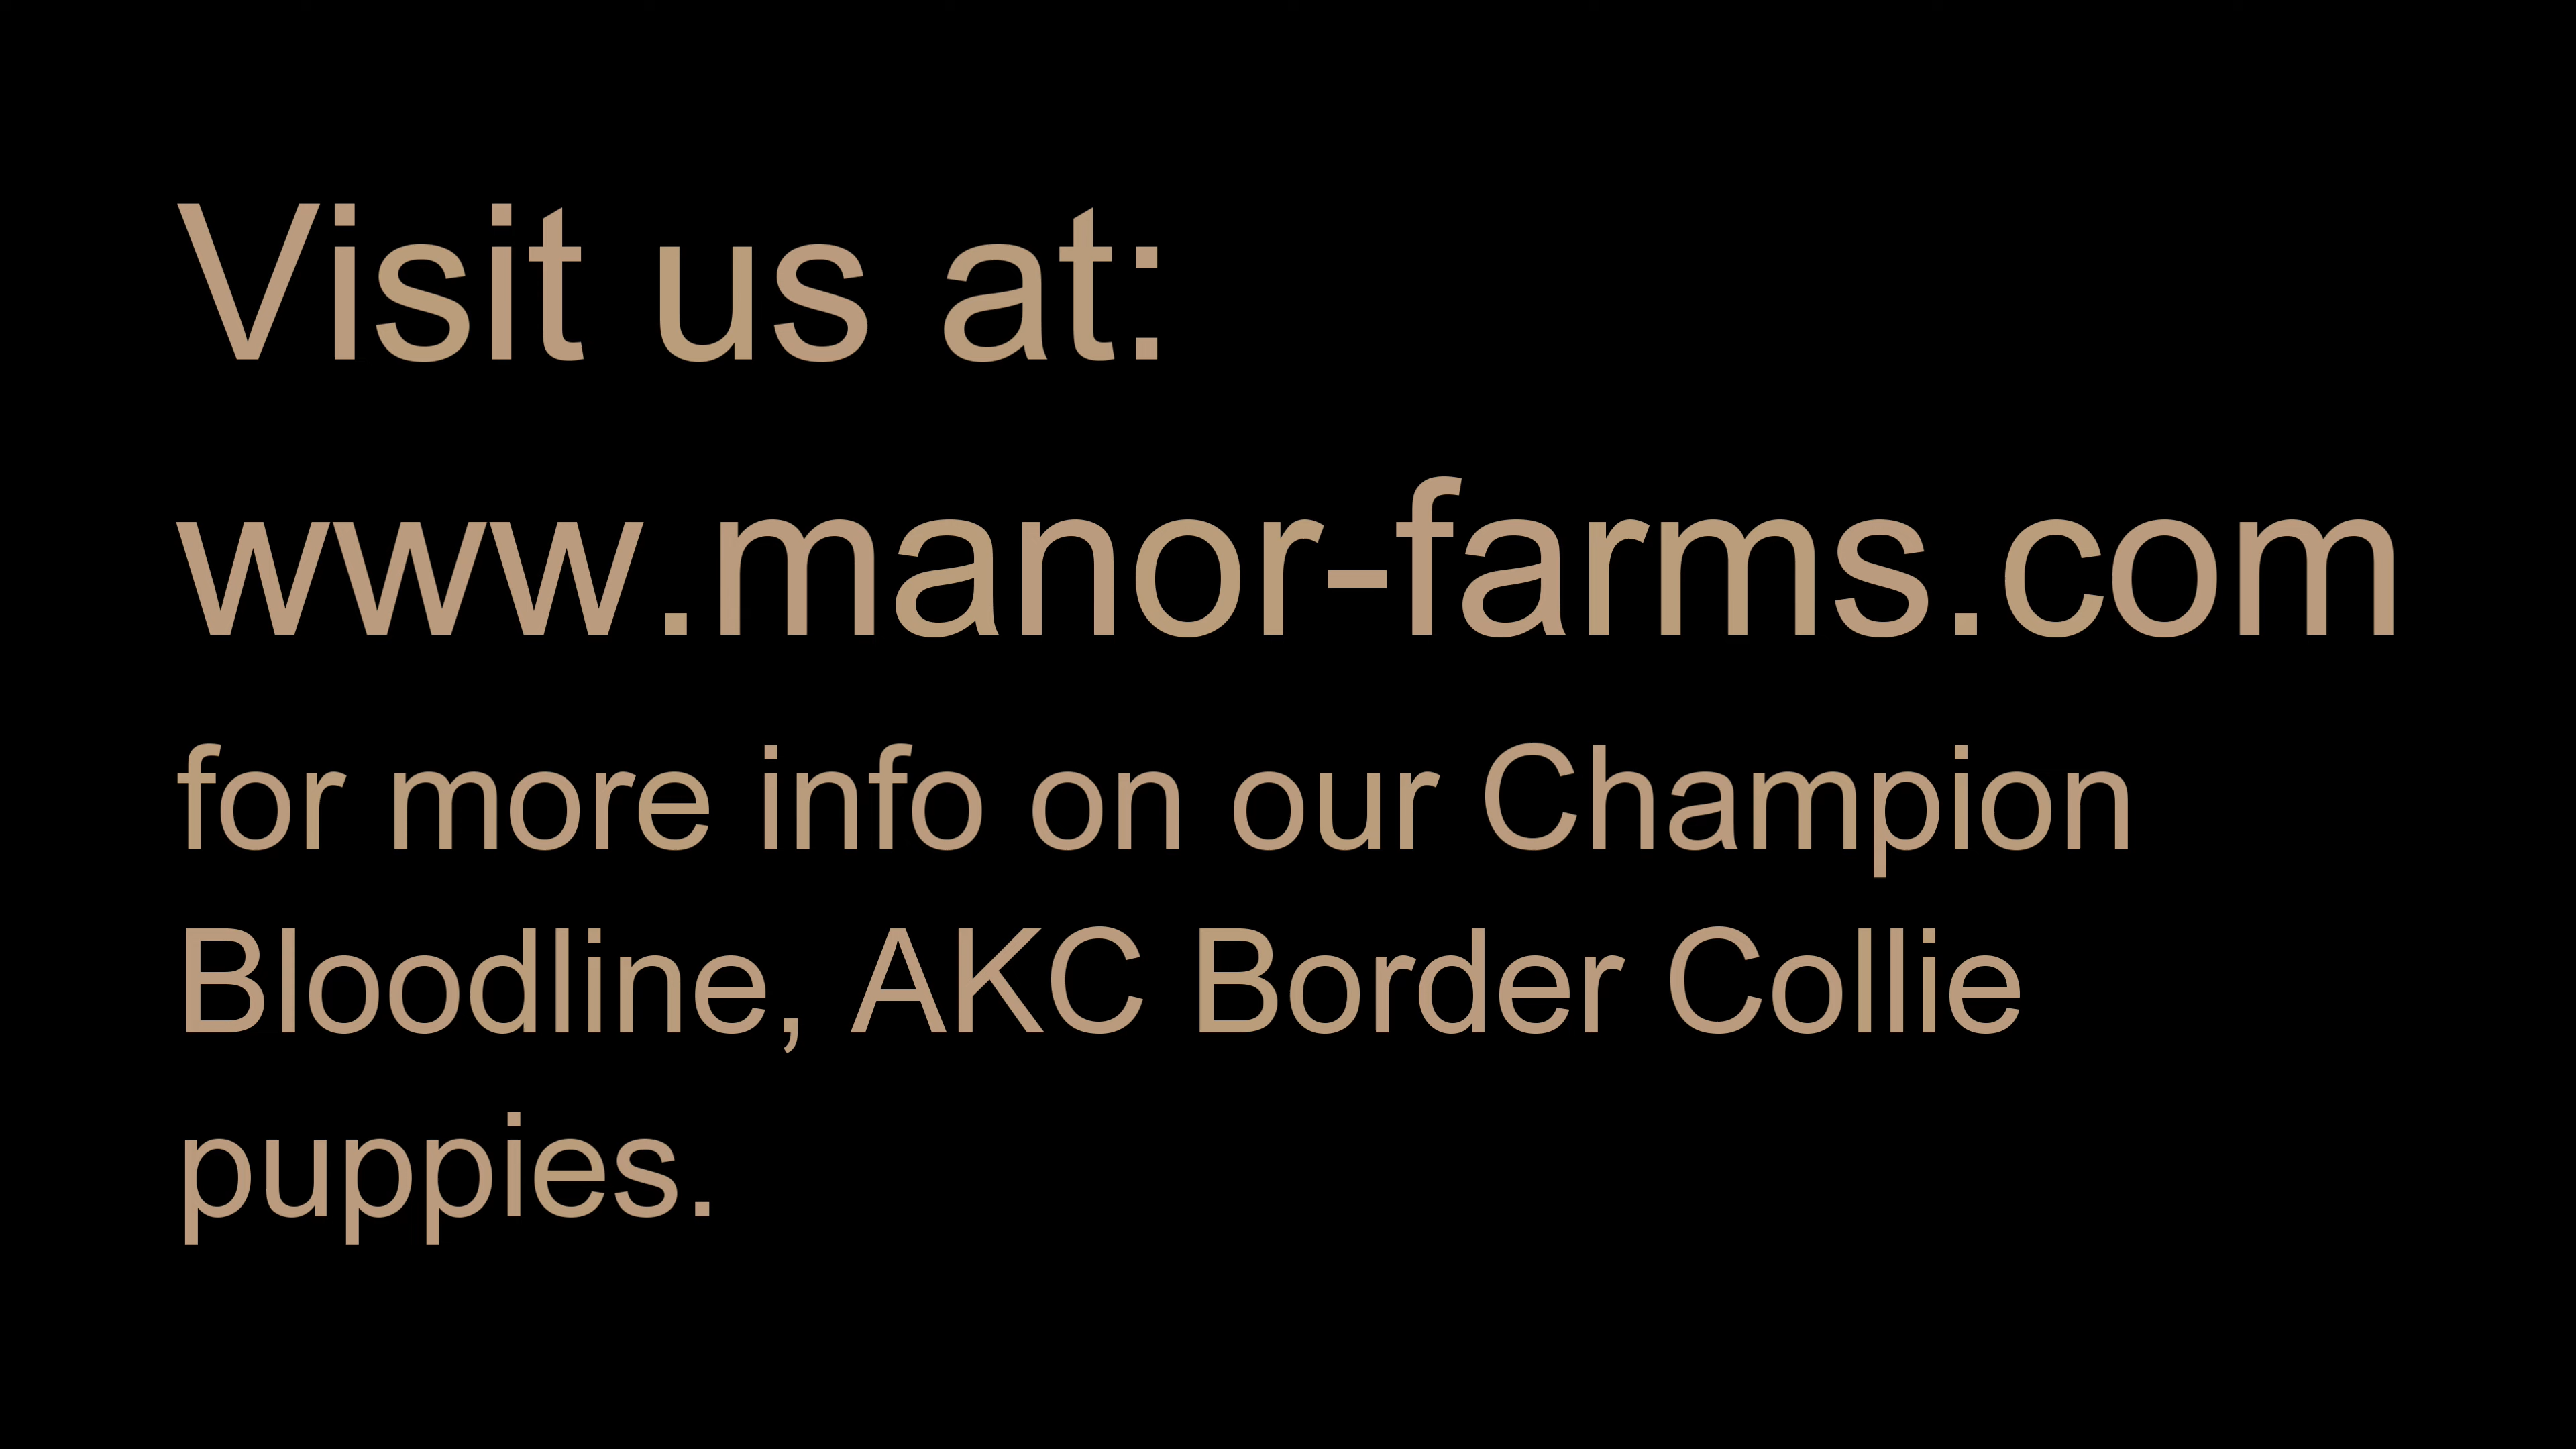 Visit us at:
www.manor-farms.com
for more info on our Champion
Bloodline, AKC Border Collie
puppies.